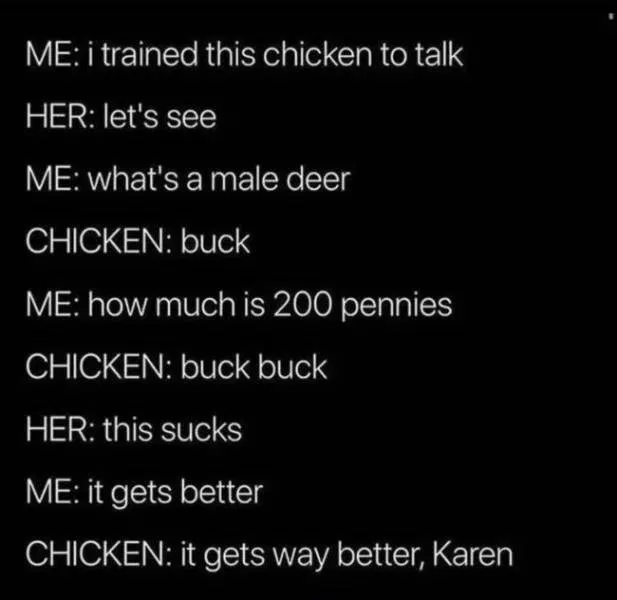 ME: i trained this chicken to talk
HER: let's see
ME: what's a male deer
CHICKEN: buck
ME: how much is 200 pennies
CHICKEN: buck buck
HER: this sucks
ME: it gets better
CHICKEN: it gets way better, Karen